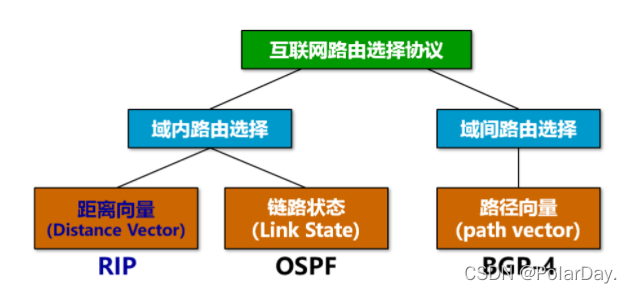 互联网路由选择协议
域内路由选择
域间路由选择
距离向量
(Distance Vector)
链路状态
(Link State)
路径向量
(path vector)
RIP
OSPF
BGP-4
CSDN @PolarDay.